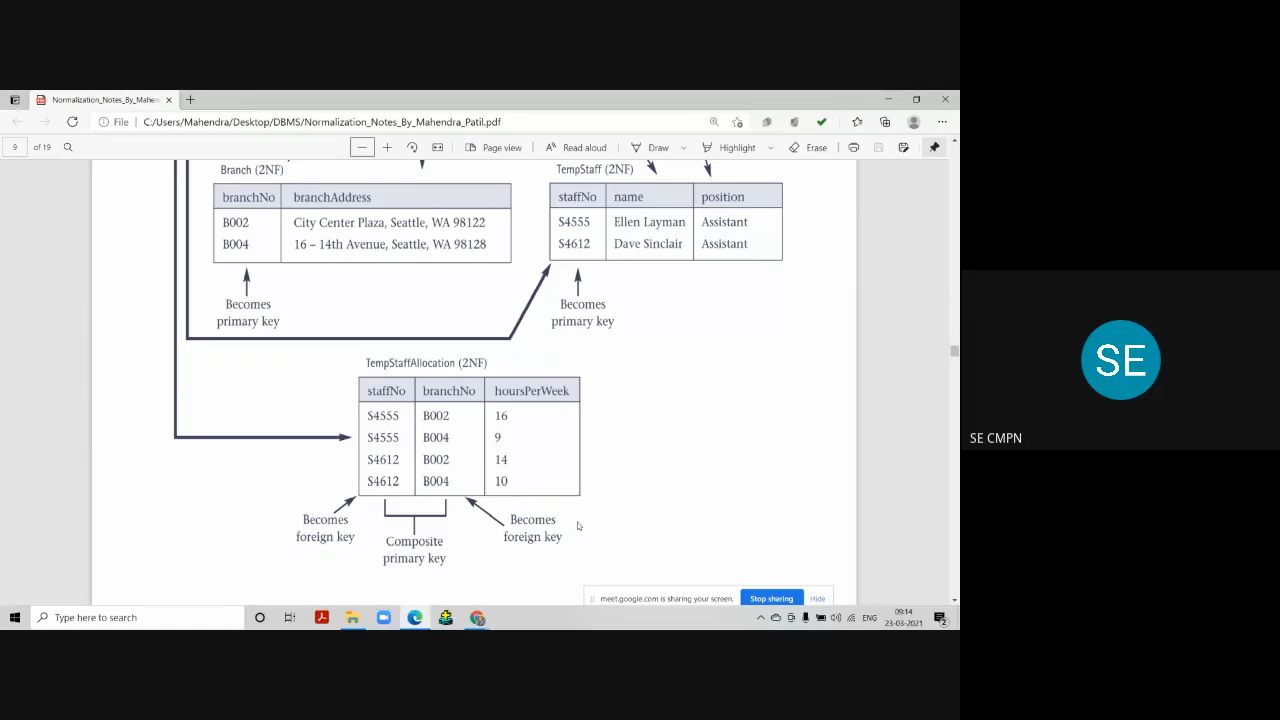 Normalization_Notes_By_Mahen
File C:/Users/Mahendra/Desktop/DBMS/Normalization_Notes_By_Mahendra_Patil.pdf
9 of 19 Page view Read aloud Draw Highlight Erase
Branch (2NF)
branchNo branchAddress
B002 City Center Plaza, Seattle, WA 98122
B004 16 – 14th Avenue, Seattle, WA 98128
Becomes
primary key
TempStaff (2NF)
staffNo name position
S4555 Ellen Layman Assistant
S4612 Dave Sinclair Assistant
Becomes
primary key
TempStaffAllocation (2NF)
staffNo branchNo hoursPerWeek
S4555 B002 16
S4555 B004 9
S4612 B002 14
S4612 B004 10
Becomes
foreign key
Composite
primary key
Becomes
foreign key
meet.google.com is sharing your screen. Stop sharing Hide
Type here to search
ENG
09:14
23-03-2021
2
SE
SE CMPN